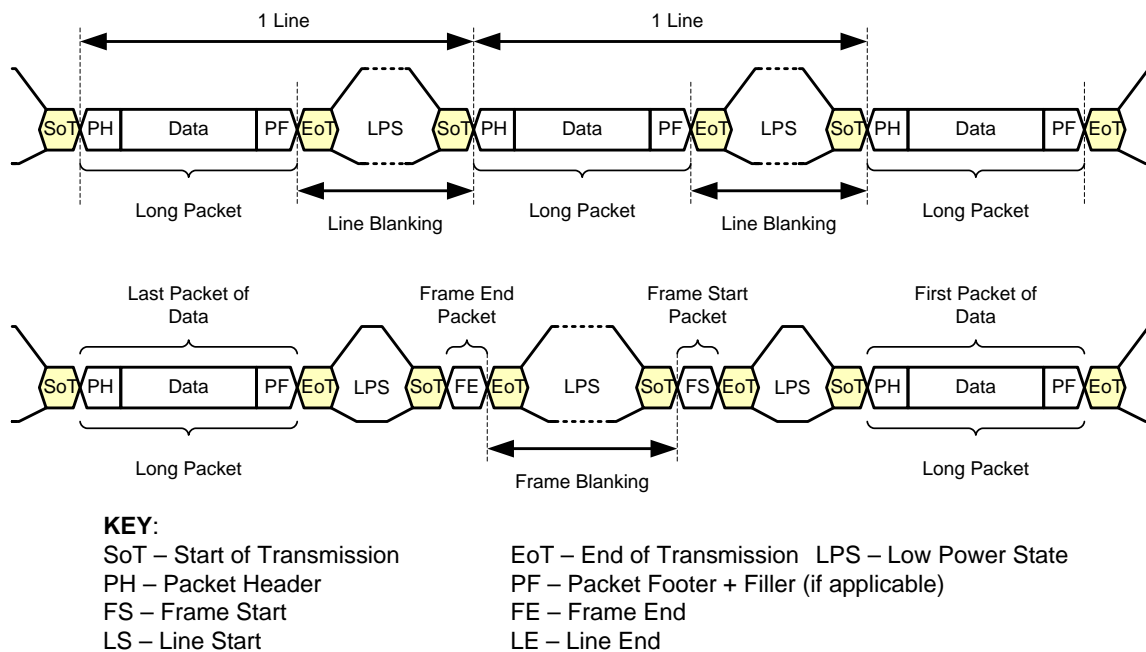 1 Line 1 Line
SoT PH Data PF EoT LPS SoT PH Data PF EoT LPS SoT PH Data PF EoT
Long Packet Line Blanking Long Packet Line Blanking Long Packet
Last Packet of Data Frame End Packet Frame Start Packet First Packet of Data
SoT PH Data PF EoT LPS SoT FE EoT LPS SoT FS EoT LPS SoT PH Data PF EoT
Long Packet Frame Blanking Long Packet
KEY:
SoT – Start of Transmission EoT – End of Transmission LPS – Low Power State
PH – Packet Header PF – Packet Footer + Filler (if applicable)
FS – Frame Start FE – Frame End
LS – Line Start LE – Line End